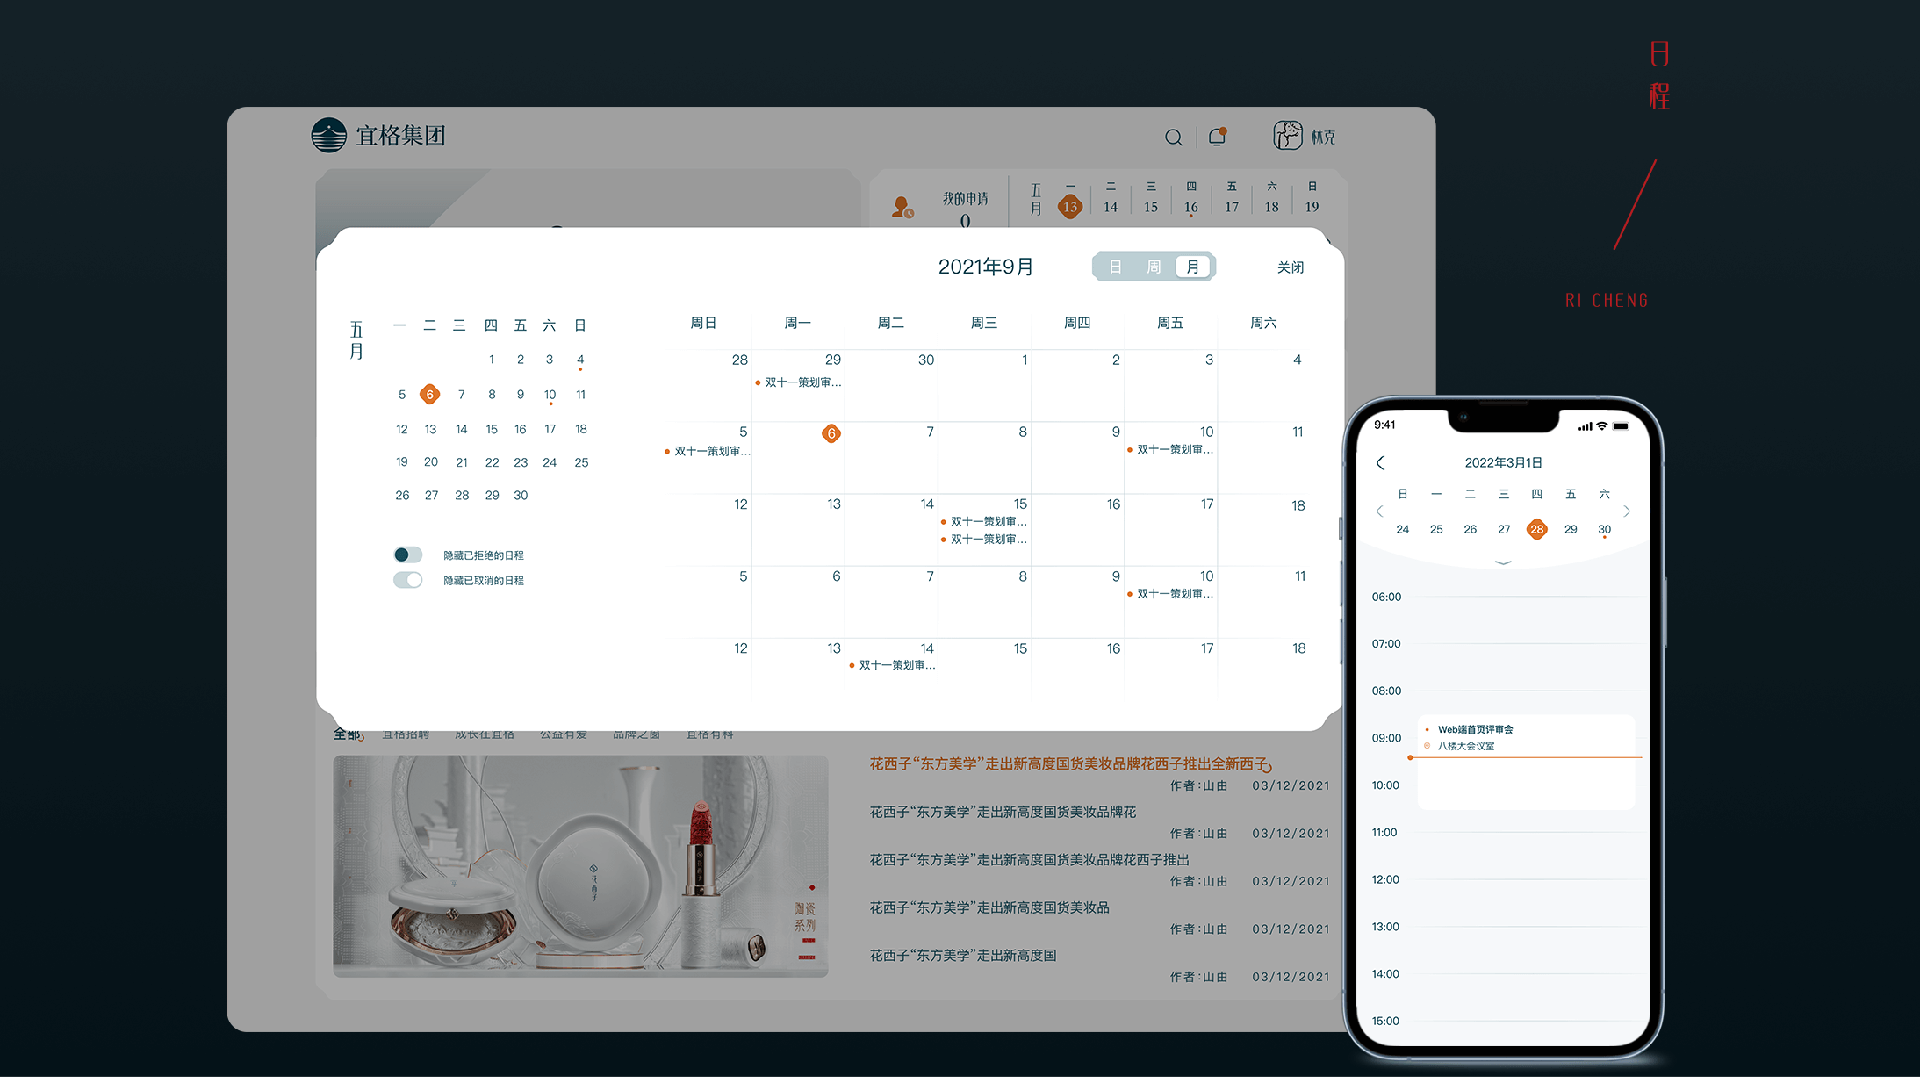 日
程
RI CHENG
宜格集团
林克
我的申请
0
五月
一 二 三 四 五 六 日
13 14 15 16 17 18 19
2021年9月
日 周 月
关闭
五月
一 二 三 四 五 六 日
1 2 3 4
5 6 7 8 9 10 11
12 13 14 15 16 17 18
19 20 21 22 23 24 25
26 27 28 29 30
隐藏已拒绝的日程
隐藏已取消的日程
周日 周一 周二 周三 周四 周五 周六
28 29 30 1 2 3 4
双十一策划审...
5 6 7 8 9 10 11
双十一策划审...
双十一策划审...
12 13 14 15 16 17 18
双十一策划审...
双十一策划审...
5 6 7 8 9 10 11
双十一策划审...
12 13 14 15 16 17 18
双十一策划审...
全部 宜格招聘 成长在宜格 公益有爱 品牌之窗 宜格有料
花西子
陶瓷
系列
花西子“东方美学”走出新高度国货美妆品牌花西子推出全新西子
作者:山由 03/12/2021
花西子“东方美学”走出新高度国货美妆品牌花
作者:山由 03/12/2021
花西子“东方美学”走出新高度国货美妆品牌花西子推出
作者:山由 03/12/2021
花西子“东方美学”走出新高度国货美妆品
作者:山由 03/12/2021
花西子“东方美学”走出新高度国
作者:山由 03/12/2021
9:41
2022年3月1日
日 一 二 三 四 五 六
24 25 26 27 28 29 30
06:00
07:00
08:00
Web端首页评审会
09:00
八楼大会议室
10:00
11:00
12:00
13:00
14:00
15:00